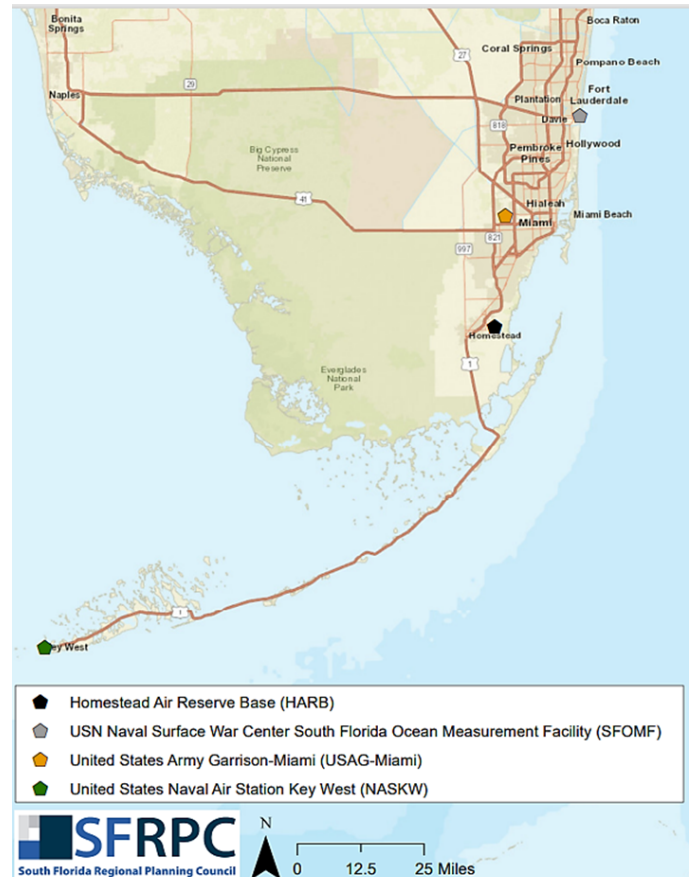 Bonita
Springs
Boca Raton
Coral Springs
27
Pompano Beach
29
Naples
Plantation
Fort
Lauderdale
Davie
818
Pembroke
Pines
Hollywood
Big Cypress
National
Preserve
41
Hialeah
Miami
Miami Beach
821
997
Homestead
1
Everglades
National
Park
1
ey West
Homestead Air Reserve Base (HARB)
USN Naval Surface War Center South Florida Ocean Measurement Facility (SFOMF)
United States Army Garrison-Miami (USAG-Miami)
United States Naval Air Station Key West (NASKW)
SFRPC
South Florida Regional Planning Council
N
0 12.5 25 Miles